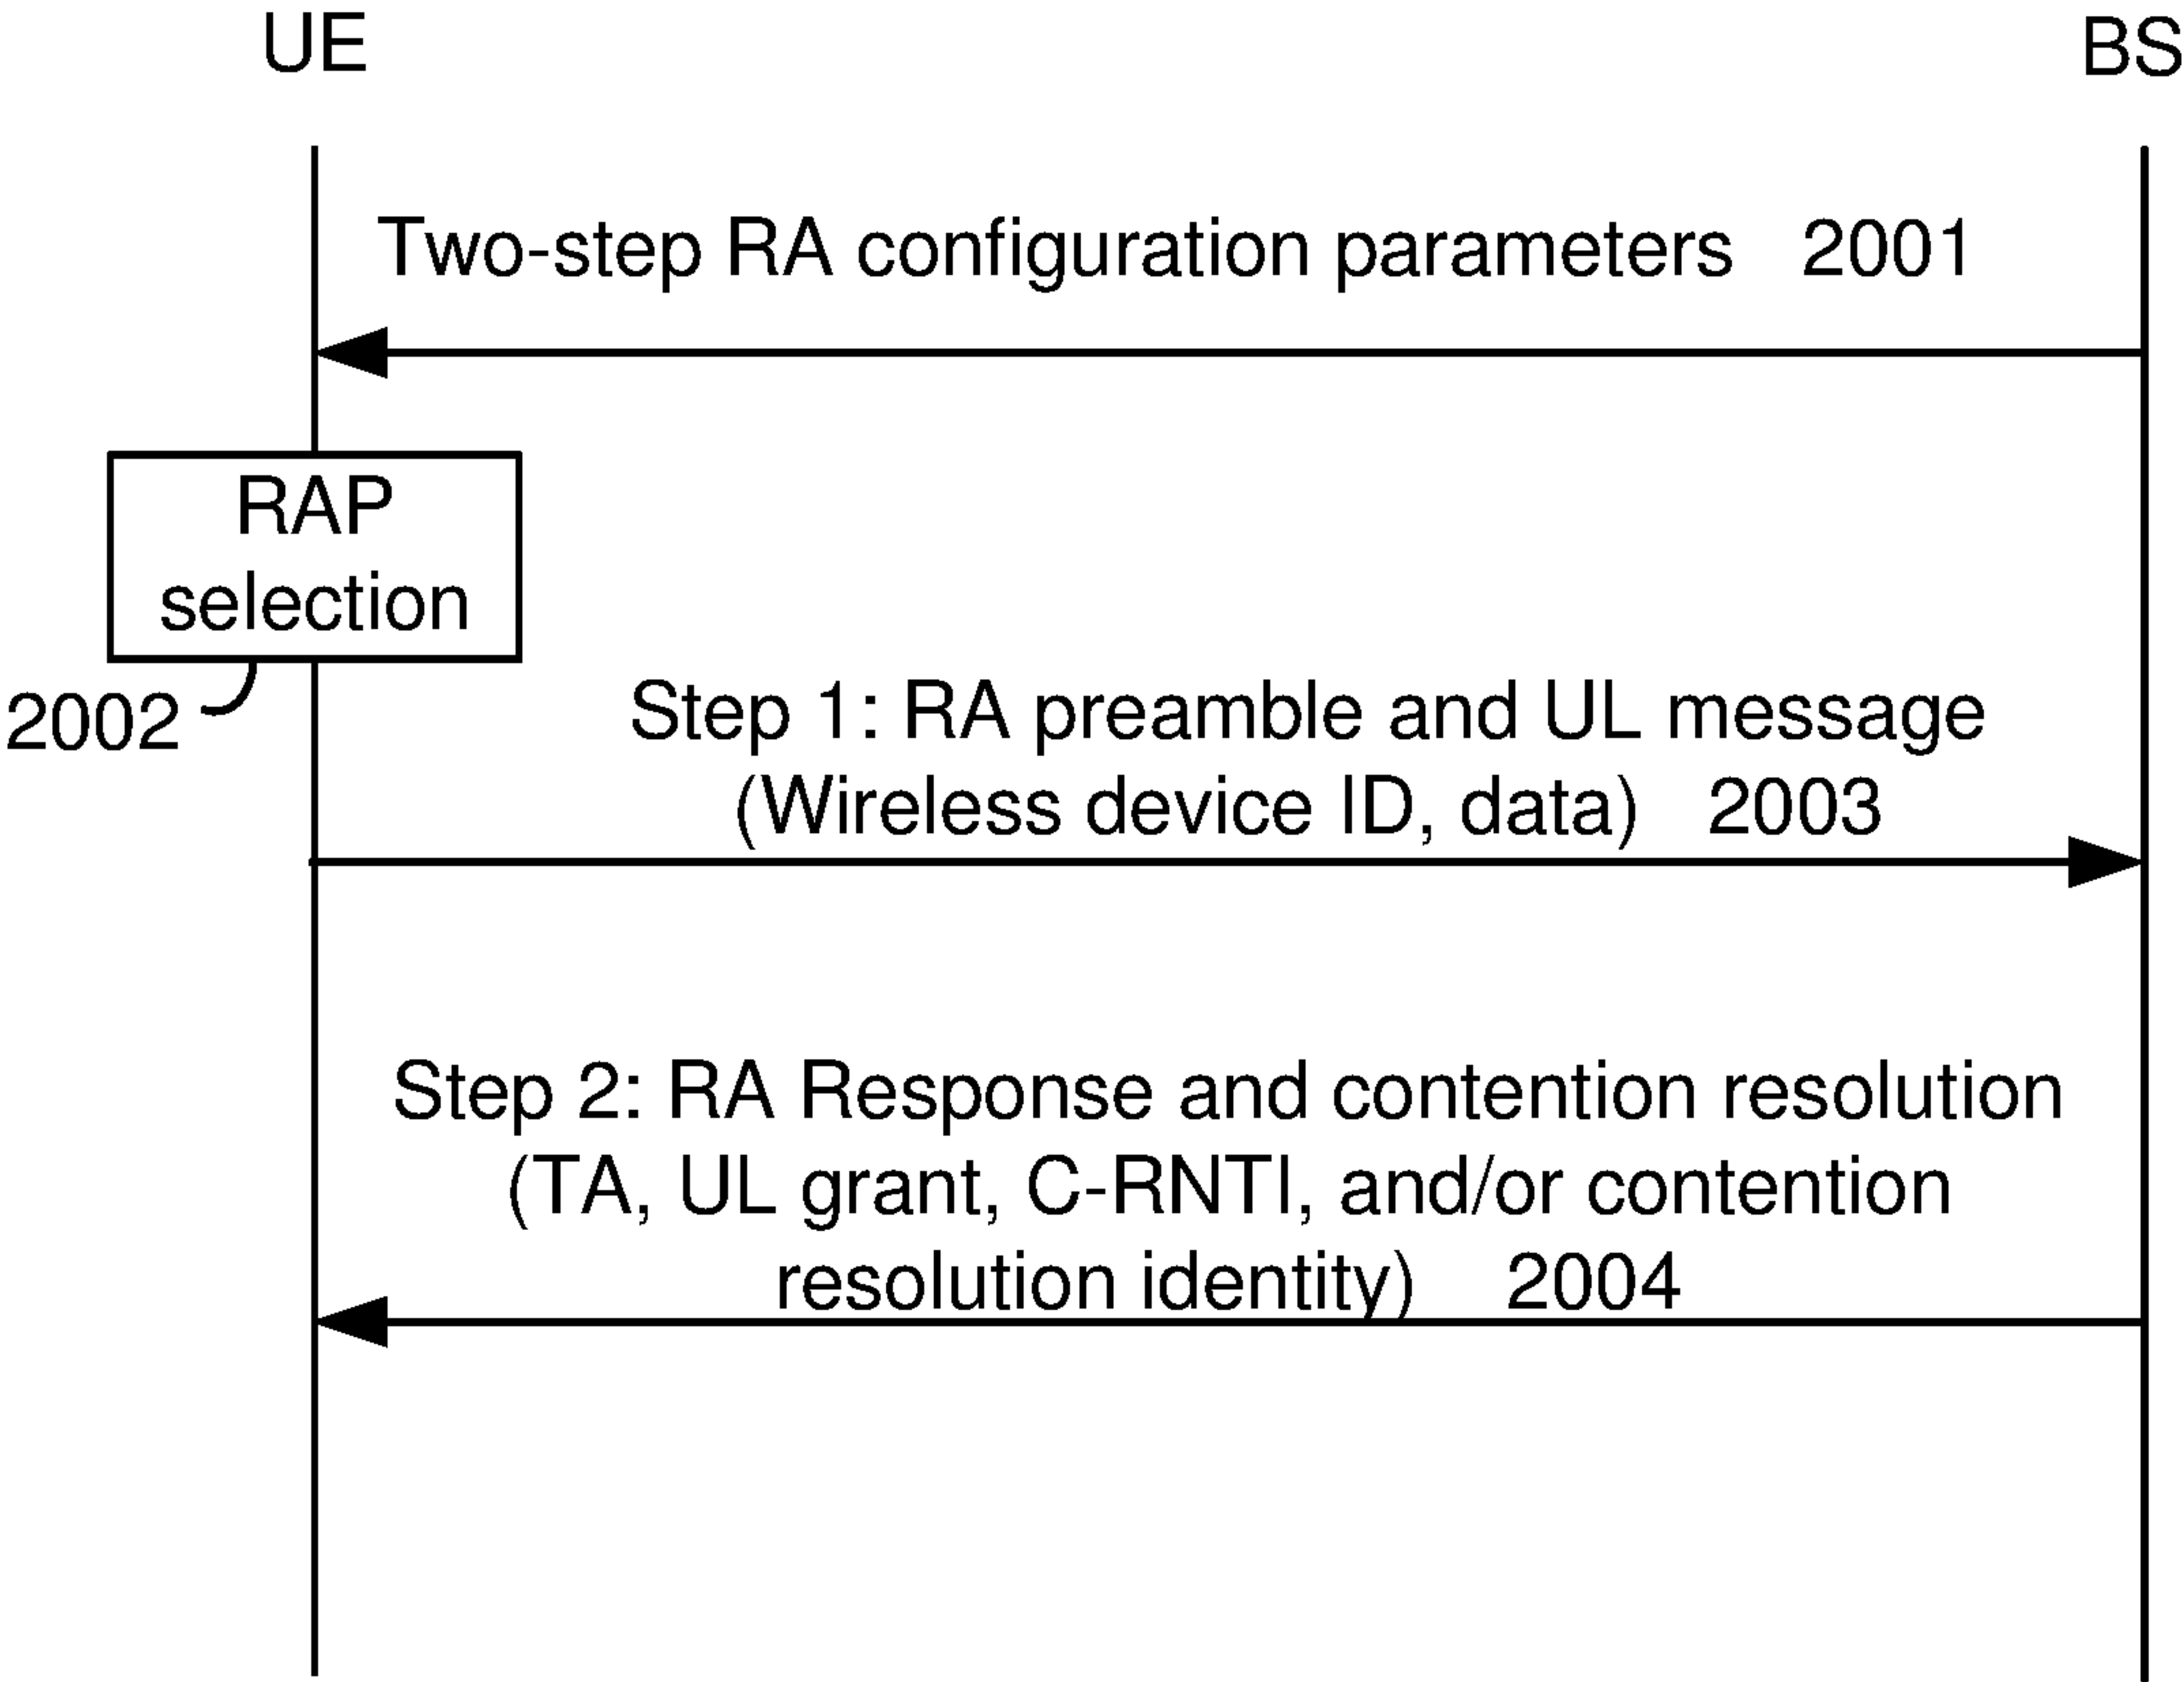 UE
BS
Two-step RA configuration parameters 2001
RAP
selection
2002
Step 1: RA preamble and UL message
(Wireless device ID, data) 2003
Step 2: RA Response and contention resolution
(TA, UL grant, C-RNTI, and/or contention
resolution identity) 2004